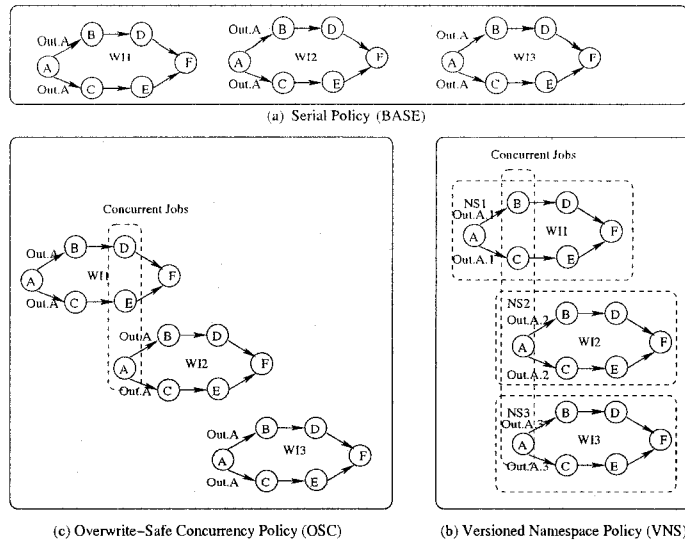 Out.A B D
WI1
A F
Out.A C E
Out.A B D
WI2
A F
Out.A C E
Out.A B D
WI3
A F
Out.A C E
(a) Serial Policy (BASE)
Concurrent Jobs
Out.A B D
WI1
A F
Out.A C E
Out.A B D
WI2
A F
Out.A C E
Out.A B D
WI3
A F
Out.A C E
(c) Overwrite-Safe Concurrency Policy (OSC)
Concurrent Jobs
NS1
Out.A.1 B D
WI1
A F
Out.A.1 C E
NS2
Out.A.2 B D
WI2
A F
Out.A.2 C E
NS3
Out.A.3 B D
WI3
A F
Out.A.3 C E
(b) Versioned Namespace Policy (VNS)